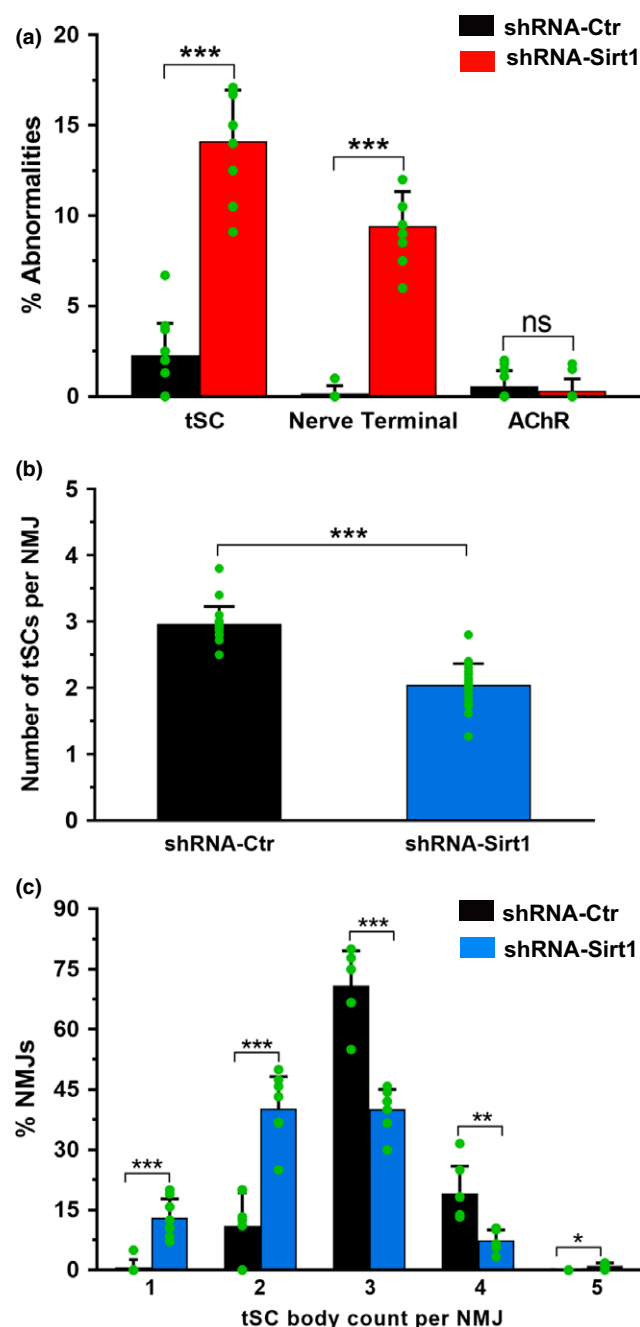 (a)
shRNA-Ctr
shRNA-Sirt1
% Abnormalities
20
15
10
5
0
***
***
ns
tSC Nerve Terminal AChR
(b)
Number of tSCs per NMJ
5
4
3
2
1
0
***
shRNA-Ctr shRNA-Sirt1
(c)
shRNA-Ctr
shRNA-Sirt1
% NMJs
90
75
60
45
30
15
0
***
***
***
**
*
1 2 3 4 5
tSC body count per NMJ